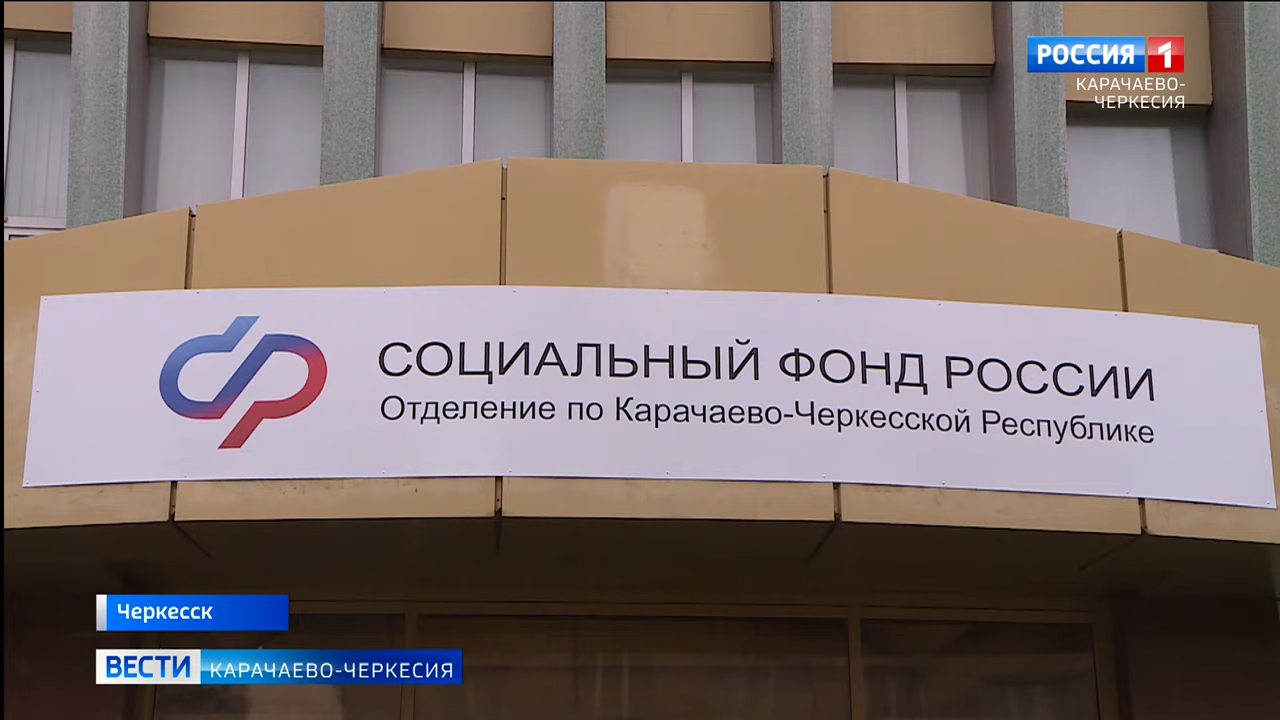 РОССИЯ 1
КАРАЧАЕВО-
ЧЕРКЕСИЯ
СОЦИАЛЬНЫЙ ФОНД РОССИИ
Отделение по Карачаево-Черкесской Республике
Черкесск
ВЕСТИ КАРАЧАЕВО-ЧЕРКЕСИЯ